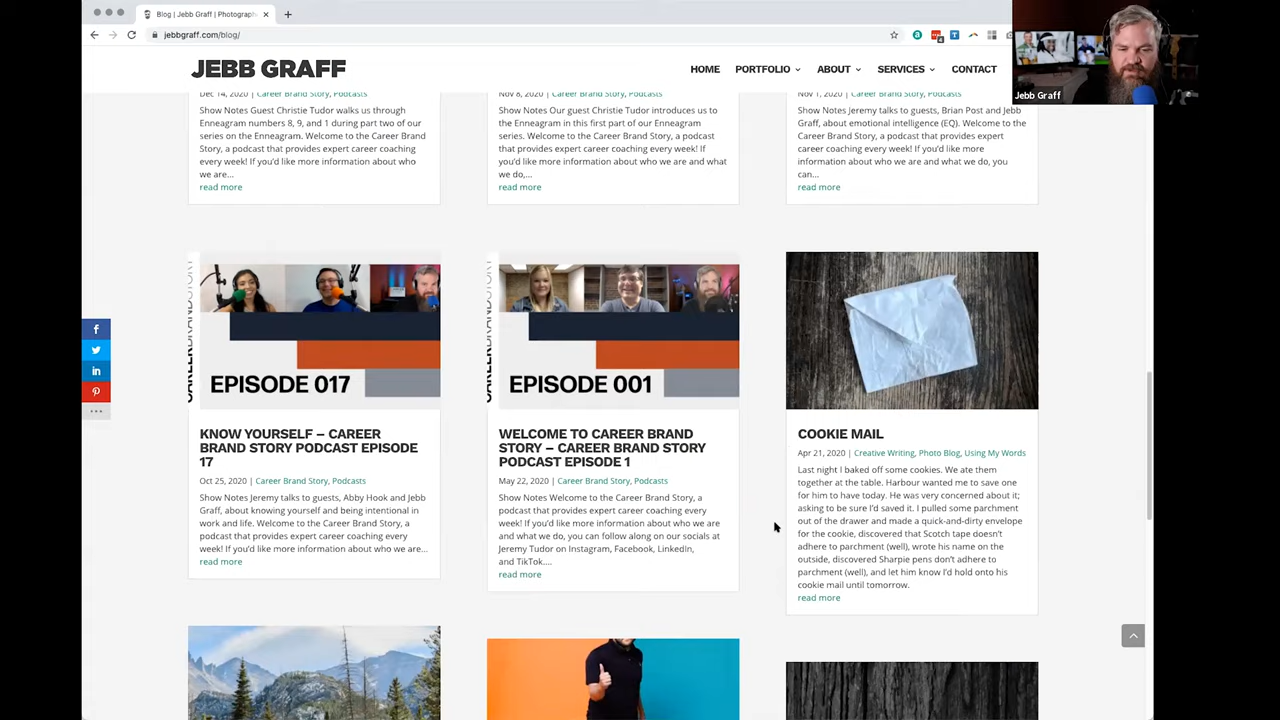 Blog | Jebb Graff | Photograph
jebbgraff.com/blog/
Jebb Graff
JEBB GRAFF
HOME
PORTFOLIO
ABOUT
SERVICES
CONTACT
Dec 14, 2020 | Career Brand Story, Podcasts
Show Notes Guest Christie Tudor walks us through
Enneagram numbers 8, 9, and 1 during part two of our
series on the Enneagram. Welcome to the Career Brand
Story, a podcast that provides expert career coaching
every week! If you'd like more information about who
we are...
read more
Nov 8, 2020 | Career Brand Story, Podcasts
Show Notes Our guest Christie Tudor introduces us to
the Enneagram in this first part of our Enneagram
series. Welcome to the Career Brand Story, a podcast
that provides expert career coaching every week! If
you'd like more information about who we are and what
we do,...
read more
Nov 1, 2020 | Career Brand Story, Podcasts
Show Notes Jeremy talks to guests, Brian Post and Jebb
Graff, about emotional intelligence (EQ). Welcome to the
Career Brand Story, a podcast that provides expert
career coaching every week! If you'd like more
information about who we are and what we do, you
can...
read more
CAREERBRANDSTORY
EPISODE 017
KNOW YOURSELF – CAREER
BRAND STORY PODCAST EPISODE
17
Oct 25, 2020 | Career Brand Story, Podcasts
Show Notes Jeremy talks to guests, Abby Hook and Jebb
Graff, about knowing yourself and being intentional in
work and life. Welcome to the Career Brand Story, a
podcast that provides expert career coaching every
week! If you'd like more information about who we are...
read more
CAREERBRANDSTORY
EPISODE 001
WELCOME TO CAREER BRAND
STORY – CAREER BRAND STORY
PODCAST EPISODE 1
May 22, 2020 | Career Brand Story, Podcasts
Show Notes Welcome to the Career Brand Story, a
podcast that provides expert career coaching every
week! If you'd like more information about who we are
and what we do, you can follow along on our socials at
Jeremy Tudor on Instagram, Facebook, LinkedIn,
and TikTok....
read more
COOKIE MAIL
Apr 21, 2020 | Creative Writing, Photo Blog, Using My Words
Last night I baked off some cookies. We ate them
together at the table. Harbour wanted me to save one
for him to have today. He was very concerned about it;
asking to be sure I'd saved it. I pulled some parchment
out of the drawer and made a quick-and-dirty envelope
for the cookie, discovered that Scotch tape doesn't
adhere to parchment (well), wrote his name on the
outside, discovered Sharpie pens don't adhere to
parchment (well), and let him know I'd hold onto his
cookie mail until tomorrow.
read more